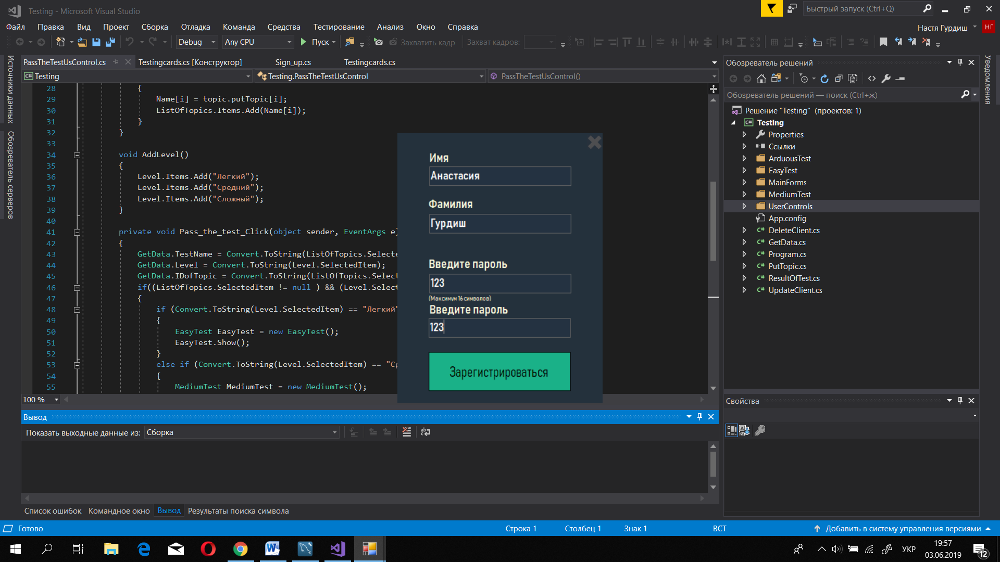 Testing - Microsoft Visual Studio
Быстрый запуск (Ctrl+Q)
Файл Правка Вид Проект Сборка Отладка Команда Средства Тестирование Анализ Окно Справка
Настя Гурдиш НГ
Debug Any CPU Пуск Захватить кадр Захват кадров:
Источники данных
Обозреватель серверов
PassTheTestUsControl.cs Testingcards.cs [Конструктор] Sign_up.cs Testingcards.cs
Testing Testing.PassTheTestUsControl PassTheTestUsControl()
28 {
29 Name[i] = topic.putTopic[i];
30 ListOfTopics.Items.Add(Name[i]);
31 }
32 }
33
34 void AddLevel()
35 {
36 Level.Items.Add("Легкий");
37 Level.Items.Add("Средний");
38 Level.Items.Add("Сложный");
39 }
40
41 private void Pass_the_test_Click(object sender, EventArgs e)
42 {
43 GetData.TestName = Convert.ToString(ListOfTopics.Selecte
44 GetData.Level = Convert.ToString(Level.SelectedItem);
45 GetData.IDofTopic = Convert.ToString(ListOfTopics.Select
46 if((ListOfTopics.SelectedItem != null ) && (Level.Select
47 {
48 if (Convert.ToString(Level.SelectedItem) == "Легкий"
49 {
50 EasyTest EasyTest = new EasyTest();
51 EasyTest.Show();
52 }
53 else if (Convert.ToString(Level.SelectedItem) == "Ср
54 {
55 MediumTest MediumTest = new MediumTest();
100 %
Имя
Анастасия
Фамилия
Гурдиш
Введите пароль
123
(Максимум 16 символов)
Введите пароль
123
Зарегистрироваться
Вывод
Показать выходные данные из: Сборка
Список ошибок Командное окно Вывод Результаты поиска символа
Обозреватель решений
Обозреватель решений — поиск (Ctrl+ж)
Решение "Testing" (проектов: 1)
C# Testing
Properties
Ссылки
ArduousTest
EasyTest
MainForms
MediumTest
UserControls
App.config
C# DeleteClient.cs
C# GetData.cs
C# Program.cs
C# PutTopic.cs
C# ResultOfTest.cs
C# UpdateClient.cs
Свойства
Уведомления
Готово Строка 1 Столбец 1 Знак 1 ВСТ Добавить в систему управления версиями
УКР
19:57
03.06.2019
12